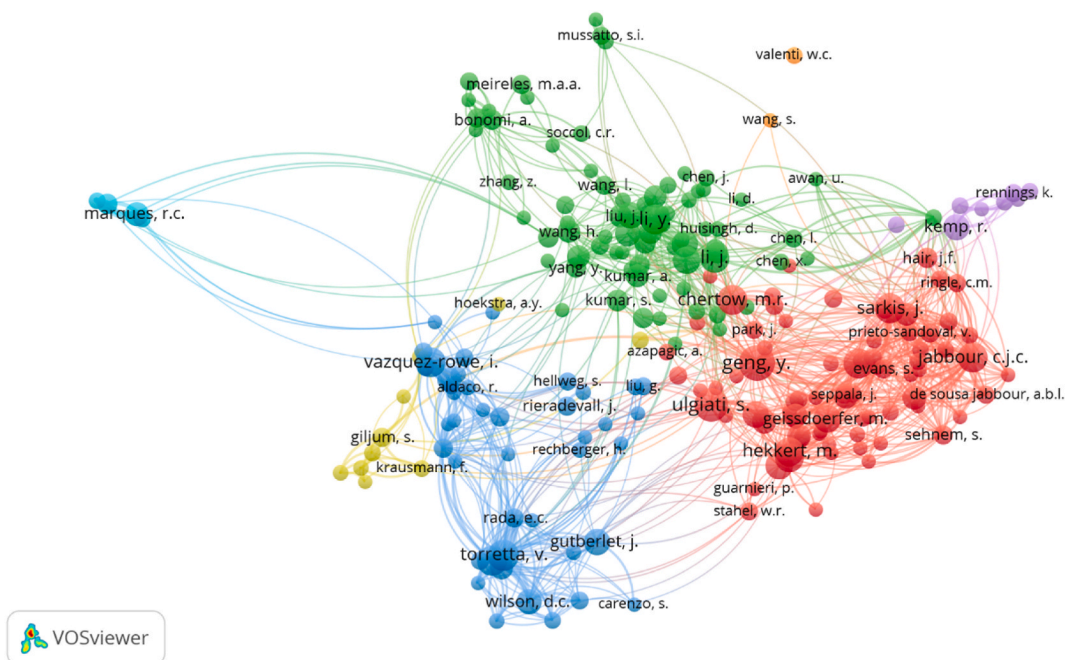 mussatto, s.i.
valenti, w.c.
meireles, m.a.a.
bonomi, a.
wang, s.
soccol, c.r.
zhang, z.
wang, l.
chen, j.
awan, u.
rennings, k.
li, d.
marques, r.c.
liu, j.
li, y.
kemp, r.
wang, h.
huisingh, d.
chen, l.
yang, y.
li, j.
chen, x.
hair, j.f.
kumar, a.
ringle, c.m.
hoekstra, a.y.
kumar, s.
chertow, m.r.
sarkis, j.
park, j.
prieto-sandoval, v.
azapagic, a.
vazquez-rowe, i.
geng, y.
jabbour, c.j.c.
evans, s.
aldaco, r.
hellweg, s.
liu, g.
seppala, j.
de sousa jabbour, a.b.l.
rieradevall, j.
ulgiati, s.
geissdoerfer, m.
giljum, s.
sehnem, s.
rechberger, h.
hekkert, m.
krausmann, f.
guarnieri, p.
stahel, w.r.
rada, e.c.
gutberlet, j.
torretta, v.
wilson, d.c.
carenzo, s.
VOSviewer